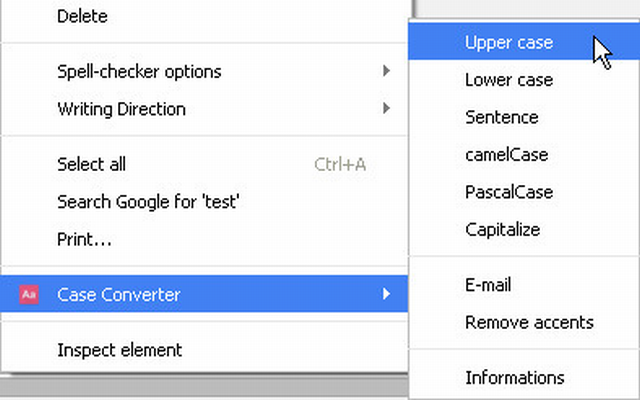 Delete
Spell-checker options
Writing Direction
Select all Ctrl+A
Search Google for 'test'
Print...
Aa Case Converter
Inspect element
Upper case
Lower case
Sentence
camelCase
PascalCase
Capitalize
E-mail
Remove accents
Informations